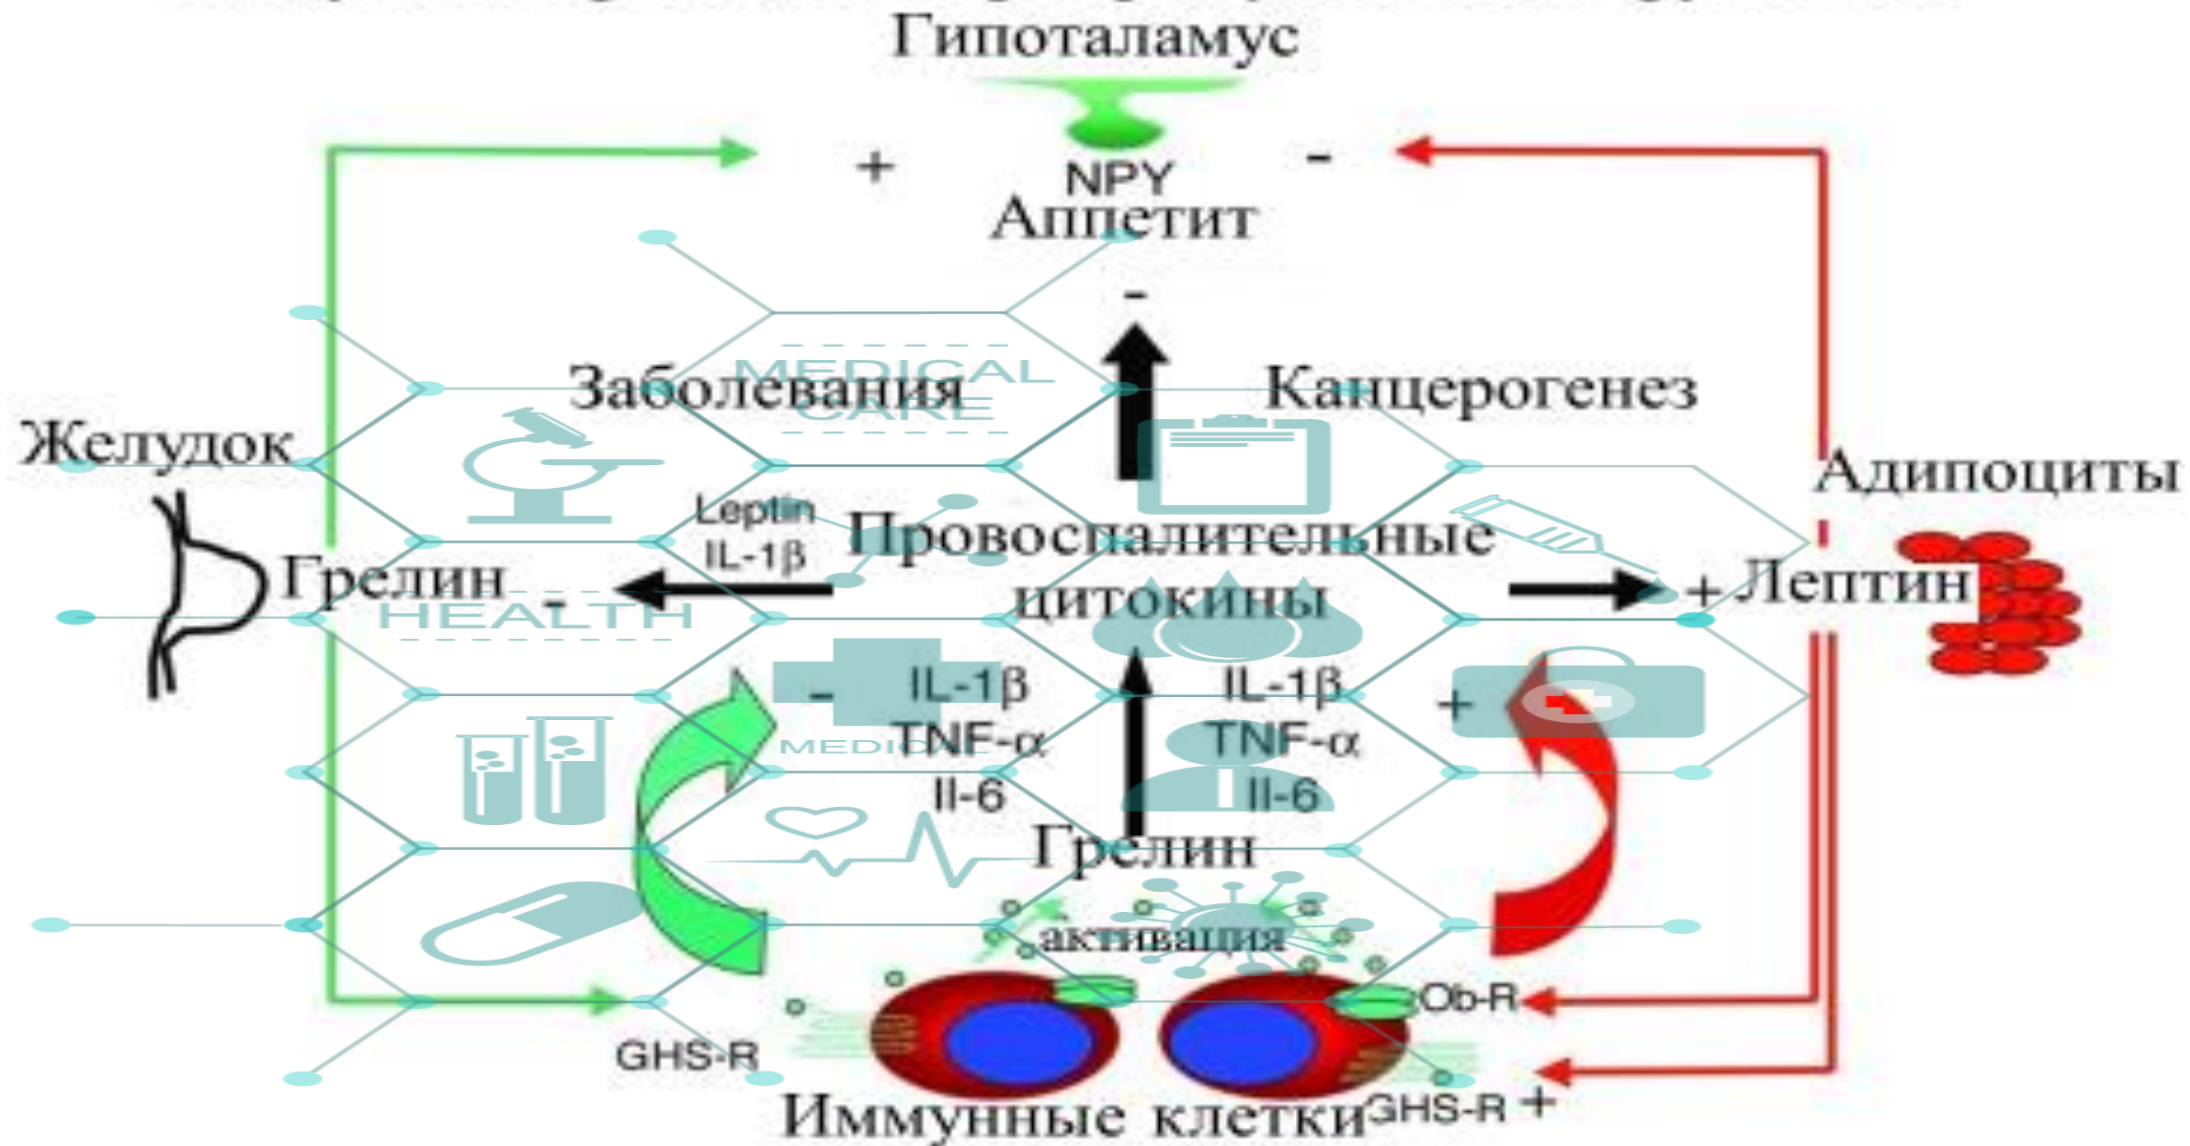 Гипоталамус
+
-
NPY
Аппетит
-
Заболевания
MEDICAL
CARE
Канцерогенез
Желудок
Адипоциты
Leptin
IL-1β
Провоспалительные
цитокины
Грелин
-
+ Лептин
HEALTH
- IL-1β
TNF-α
Il-6
IL-1β
TNF-α
Il-6
+
MEDICAL
Грелин
активация
Ob-R
GHS-R
Иммунные клетки
GHS-R +